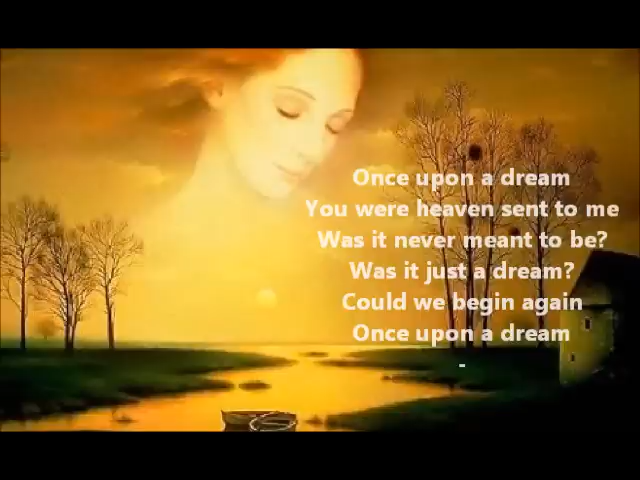 Once upon a dream
You were heaven sent to me
Was it never meant to be?
Was it just a dream?
Could we begin again
Once upon a dream
-